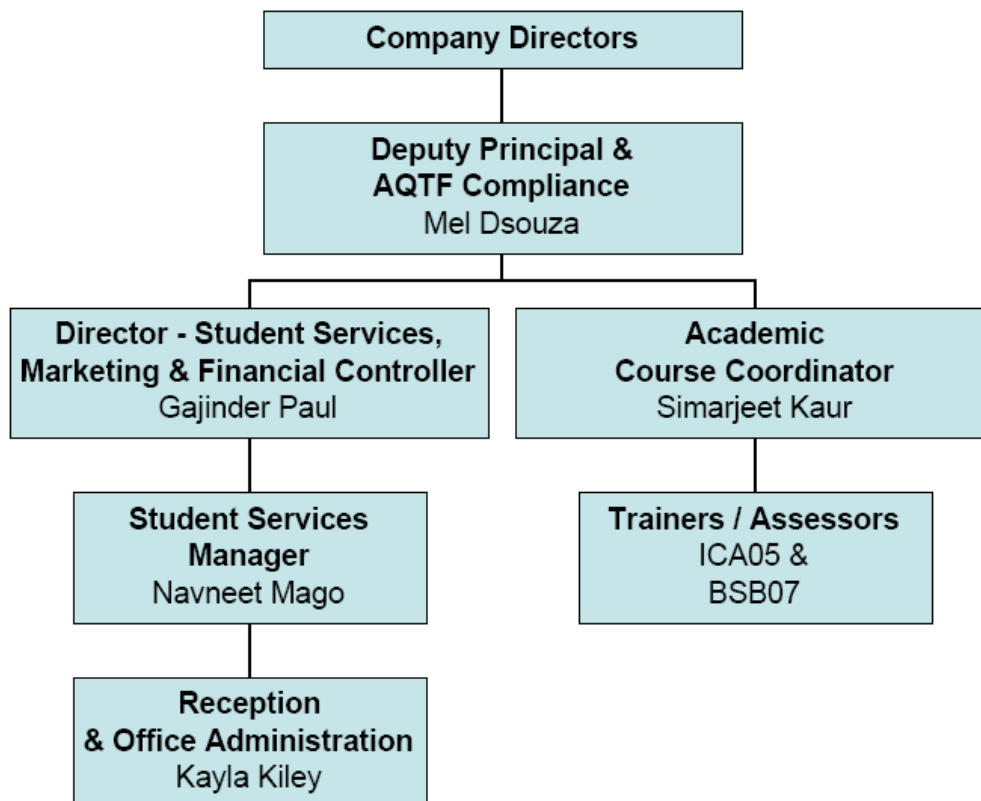 Company Directors
Deputy Principal &
AQTF Compliance
Mel Dsouza
Director - Student Services,
Marketing & Financial Controller
Gajinder Paul
Academic
Course Coordinator
Simarjeet Kaur
Student Services
Manager
Navneet Mago
Trainers / Assessors
ICA05 &
BSB07
Reception
& Office Administration
Kayla Kiley